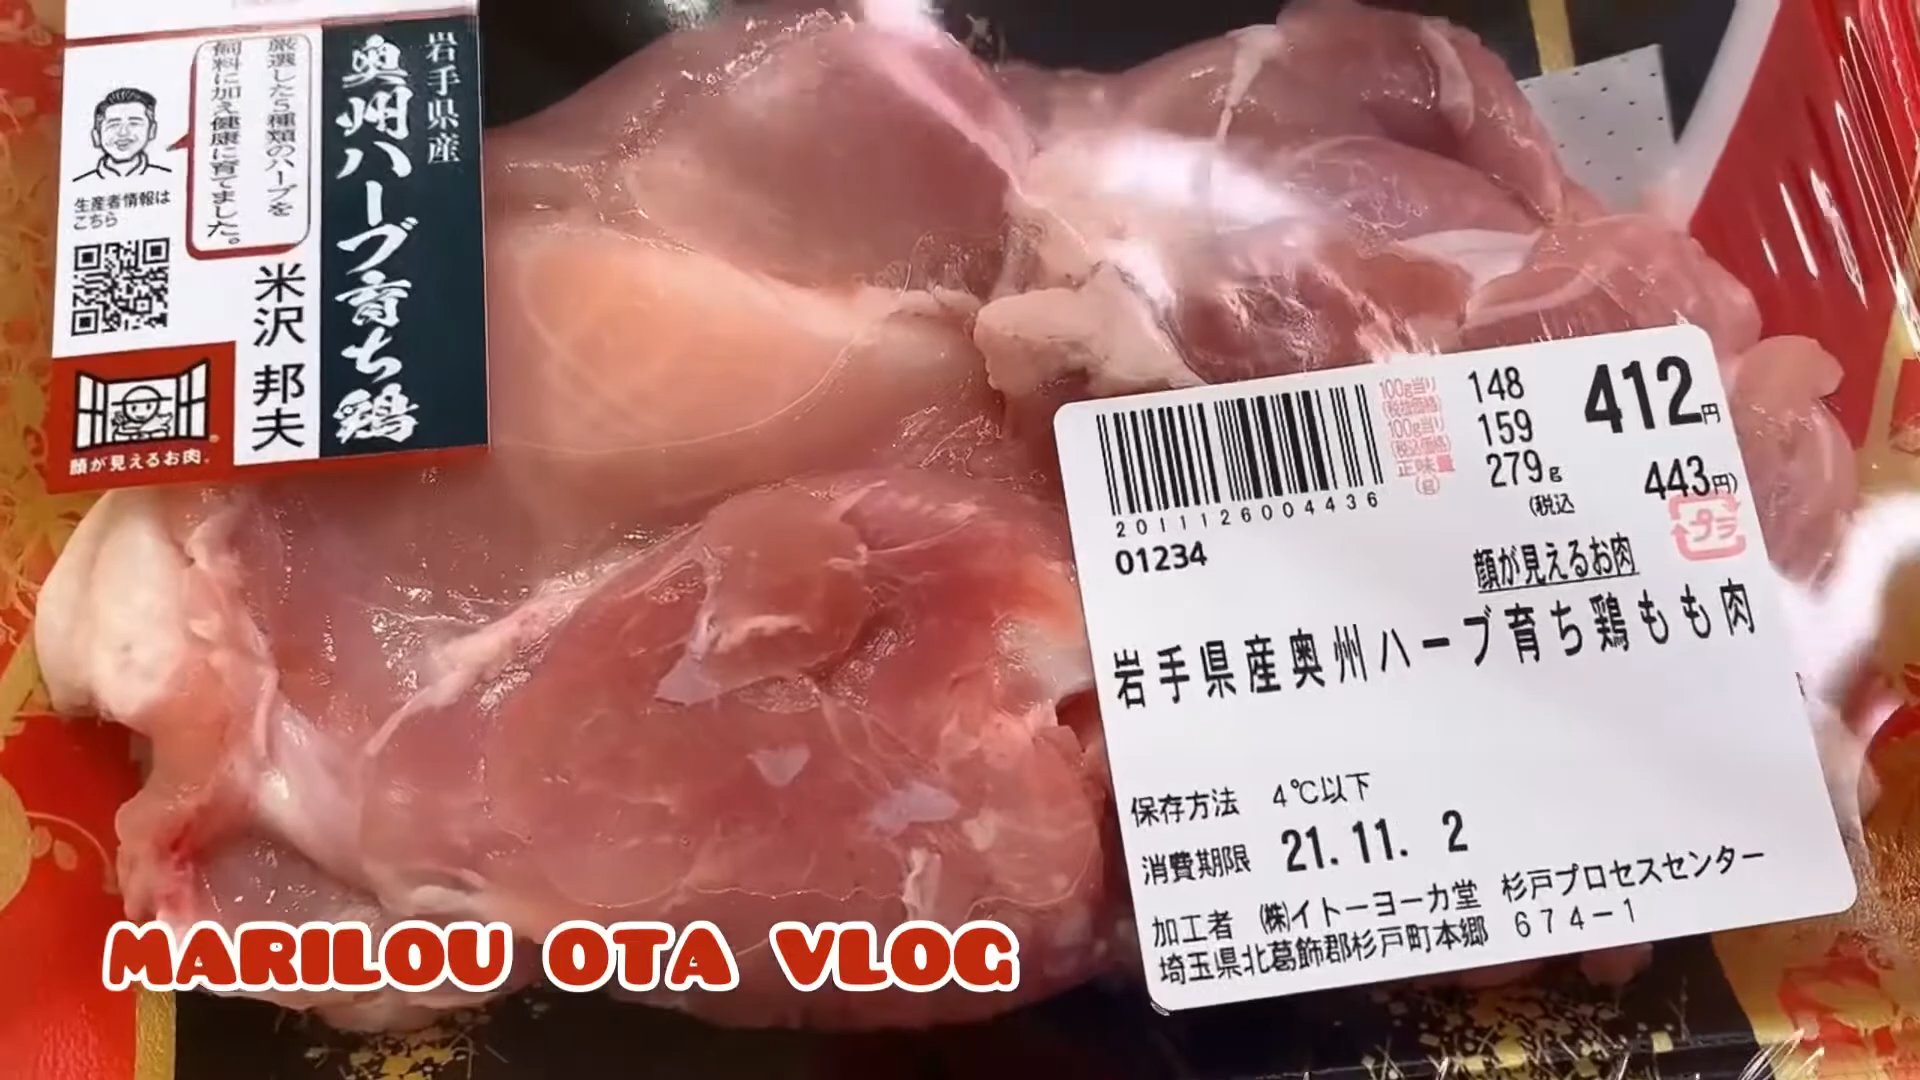 岩手県産
奥州ハーブ育ち鶏
厳選した5種類のハーブを
飼料に加え健康に育てました。
生産者情報は
こちら
米沢 邦夫
顔が見えるお肉。
100g当り
(税抜価格)
148
412円
100g当り
(税込価格)
159
正味量
(g)
279g
(税込
443円)
プラ
2011126004436
01234
顔が見えるお肉
岩手県産奥州ハーブ育ち鶏もも肉
保存方法 4℃以下
消費期限 21.11. 2
加工者 (株)イトーヨーカ堂 杉戸プロセスセンター
埼玉県北葛飾郡杉戸町本郷 674-1
MARILOU OTA VLOG